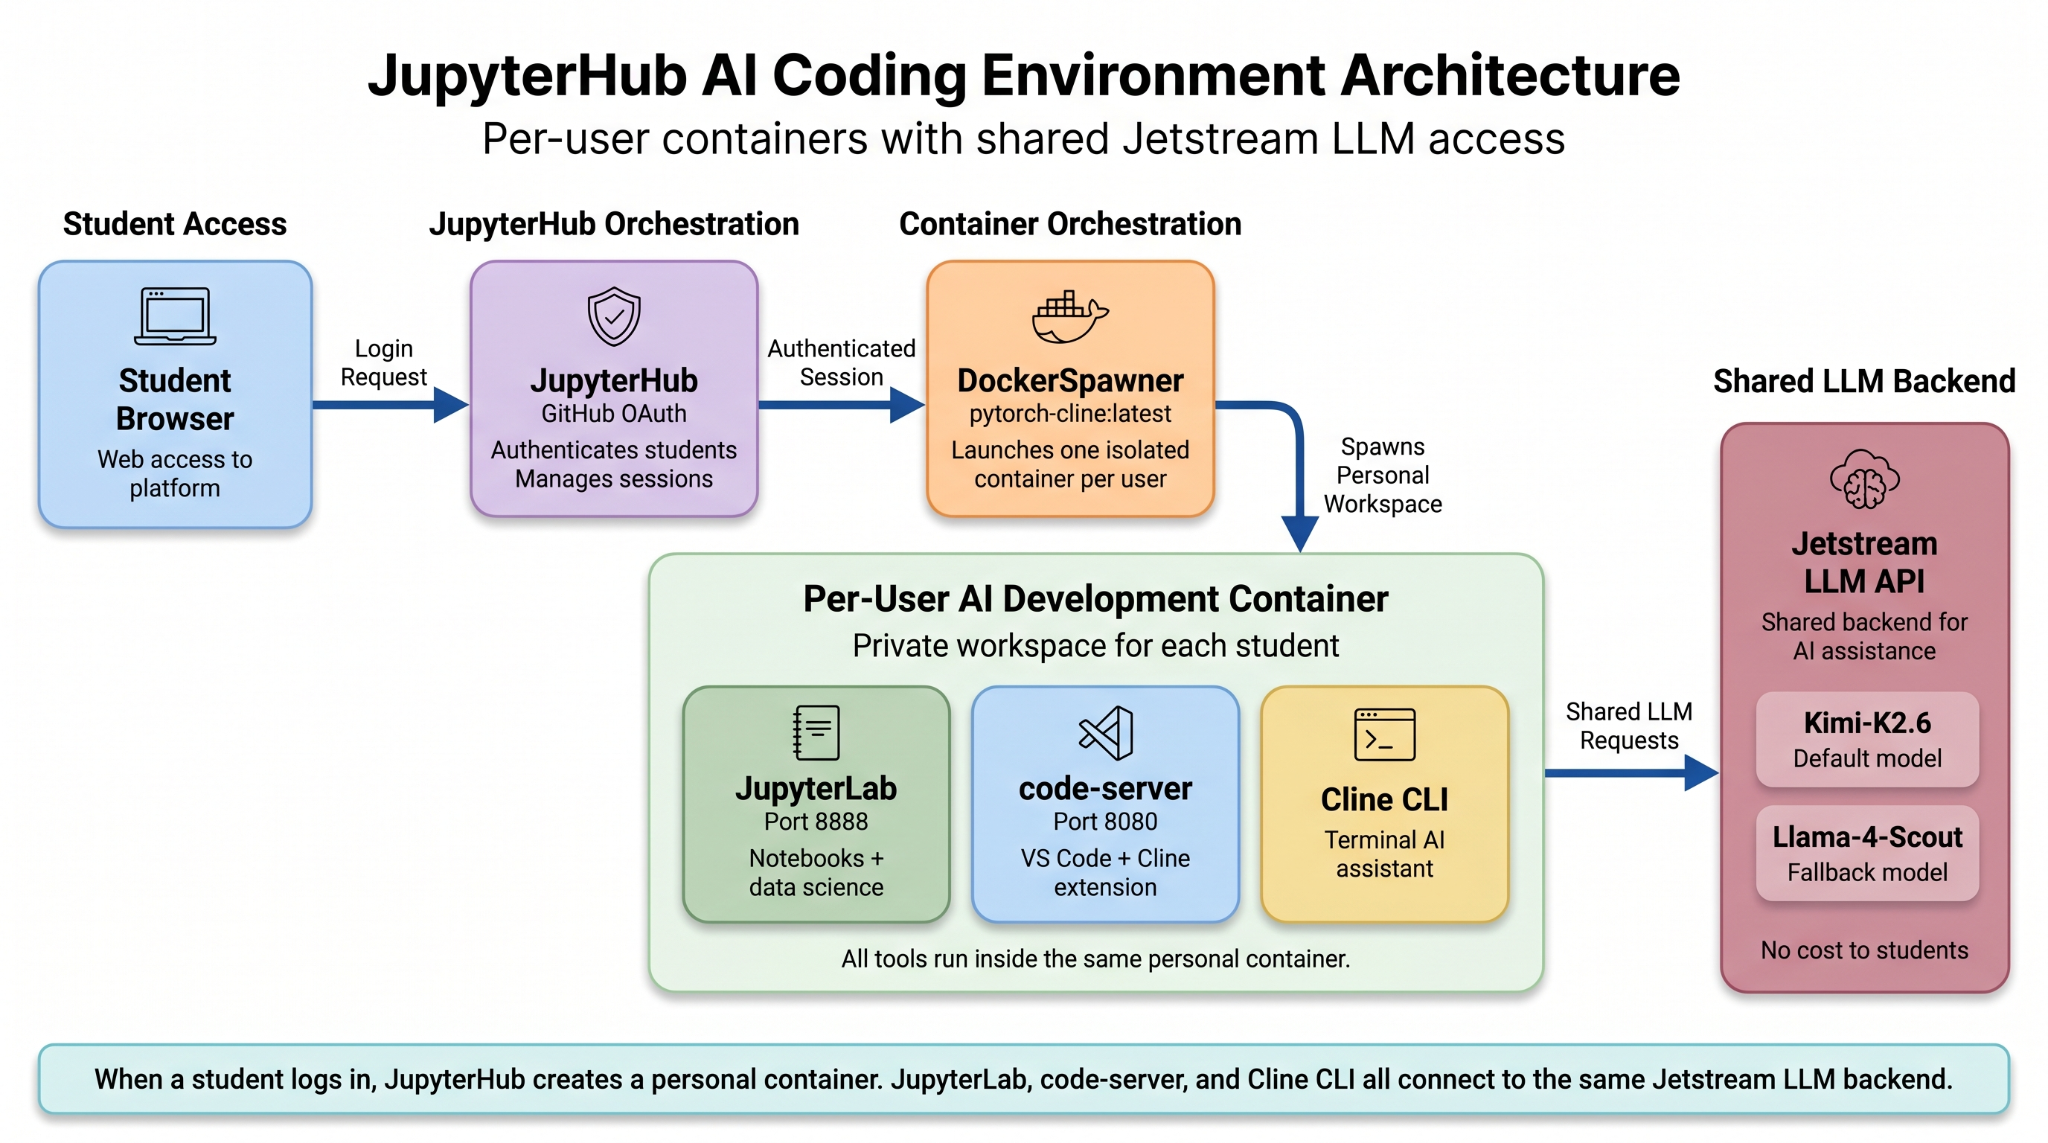 JupyterHub AI Coding Environment Architecture
Per-user containers with shared Jetstream LLM access
Student Access
Student
Browser
Web access to
platform
Login
Request
JupyterHub Orchestration
JupyterHub
GitHub OAuth
Authenticates students
Manages sessions
Authenticated
Session
Container Orchestration
DockerSpawner
pytorch-cline:latest
Launches one isolated
container per user
Spawns
Personal
Workspace
Per-User AI Development Container
Private workspace for each student
JupyterLab
Port 8888
Notebooks +
data science
code-server
Port 8080
VS Code + Cline
extension
Cline CLI
Terminal AI
assistant
All tools run inside the same personal container.
Shared LLM
Requests
Shared LLM Backend
Jetstream
LLM API
Shared backend for
AI assistance
Kimi-K2.6
Default model
Llama-4-Scout
Fallback model
No cost to students
When a student logs in, JupyterHub creates a personal container. JupyterLab, code-server, and Cline CLI all connect to the same Jetstream LLM backend.